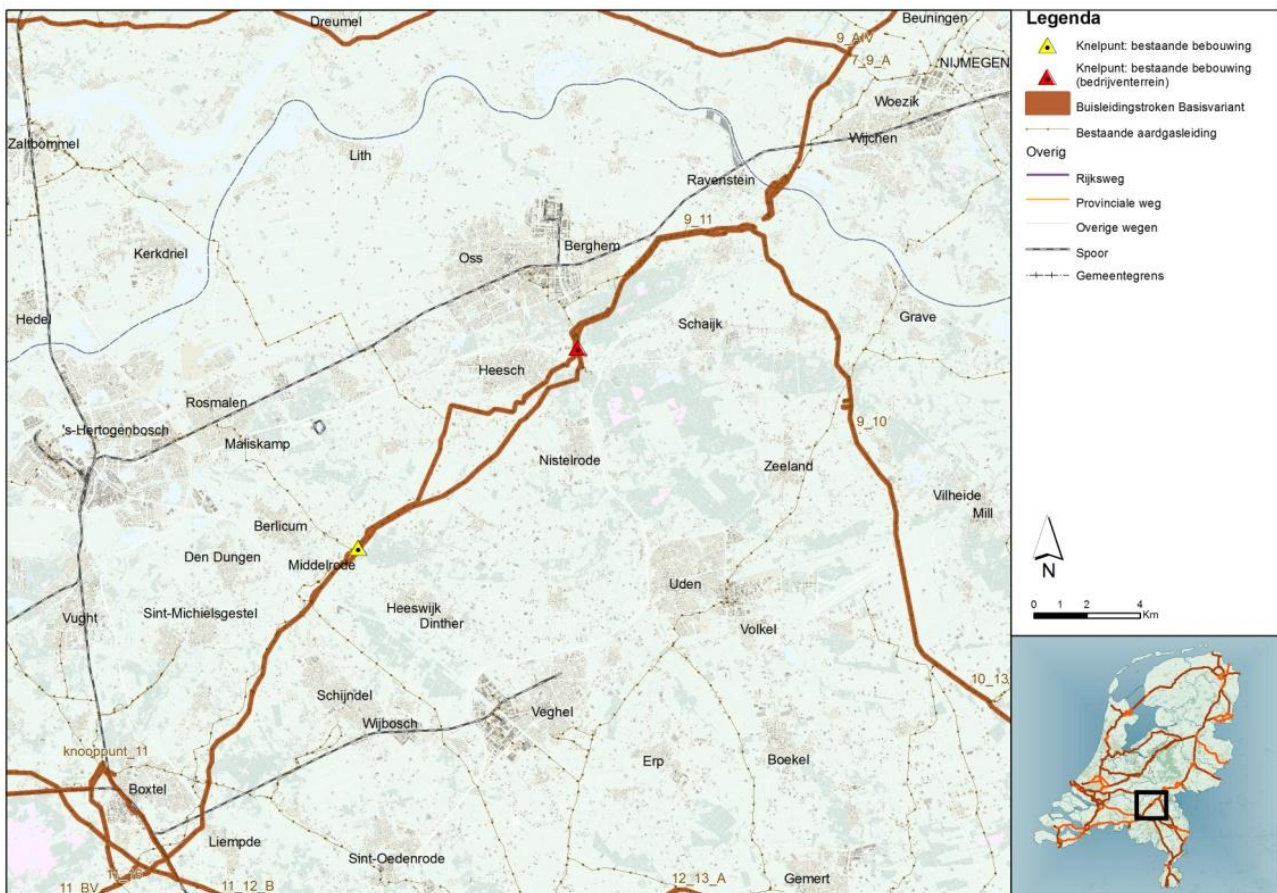 Dreumel
Beuningen
9_AIV
7_9_A
NIJMEGEN
Woezik
Zaltbommel
Wijchen
Lith
Ravenstein
9_11
Kerkdriel
Berghem
Oss
Hedel
Grave
Schaijk
Heesch
Rosmalen
's-Hertogenbosch
Maliskamp
9_10
Nistelrode
Zeeland
Vilheide
Mill
Berlicum
Den Dungen
Middelrode
Uden
Heeswijk
Dinther
Sint-Michielsgestel
Vught
Volkel
10_13
Schijndel
Wijbosch
Veghel
knooppunt_11
Erp
Boekel
Boxtel
Liempde
Sint-Oedenrode
11_BV
11_12_B
12_13_A
Gemert
Legenda
Knelpunt: bestaande bebouwing
Knelpunt: bestaande bebouwing
(bedrijventerrein)
Buisleidingstroken Basisvariant
Bestaande aardgasleiding
Overig
Rijksweg
Provinciale weg
Overige wegen
Spoor
Gemeentegrens
N
0 2 4
Km